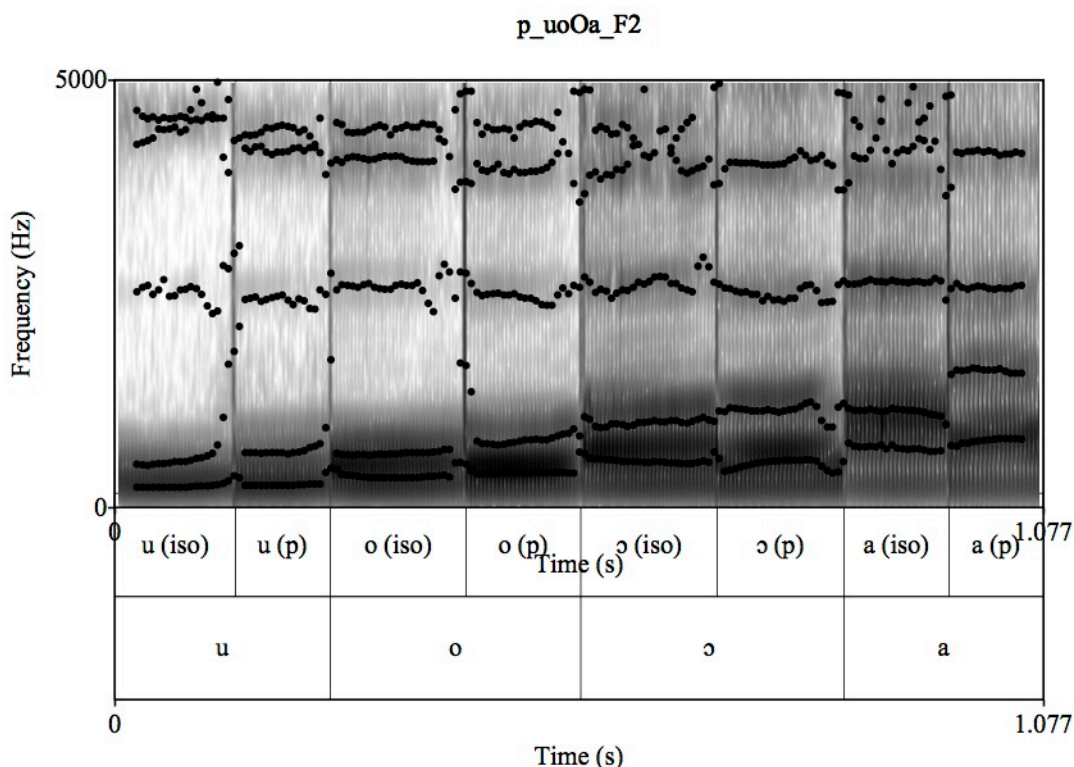 p_uoOa_F2
5000
Frequency (Hz)
0
0 1.077
u (iso) u (p) o (iso) o (p) ɔ (iso) ɔ (p) a (iso) a (p)
Time (s)
u o ɔ a
0 1.077
Time (s)